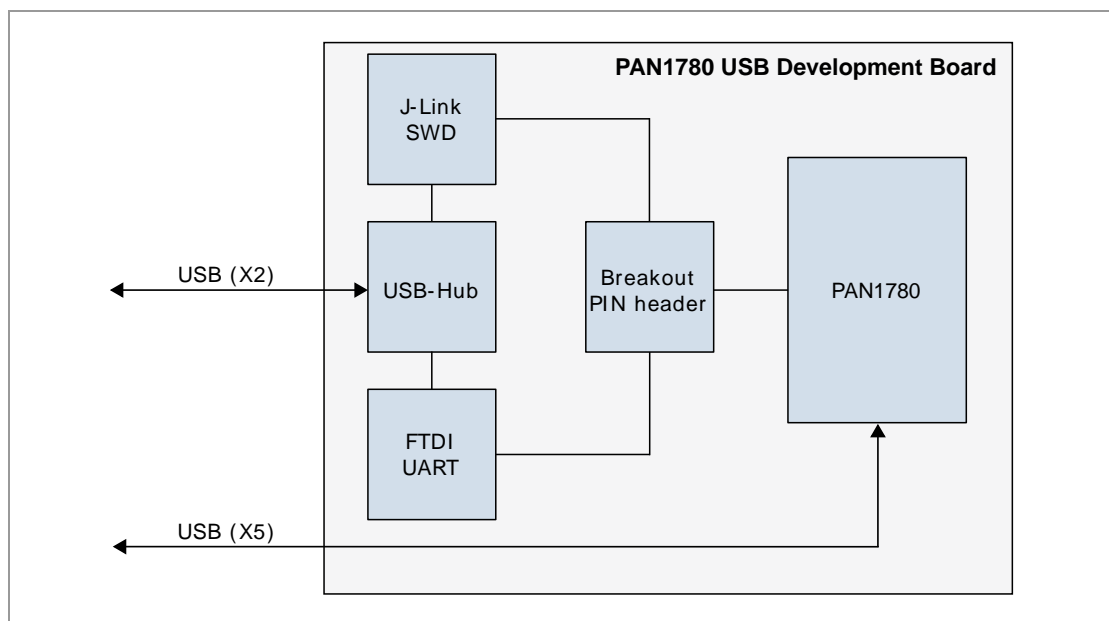 PAN1780 USB Development Board
J-Link
SWD
USB (X2)
USB-Hub
Breakout
PIN header
PAN1780
FTDI
UART
USB (X5)